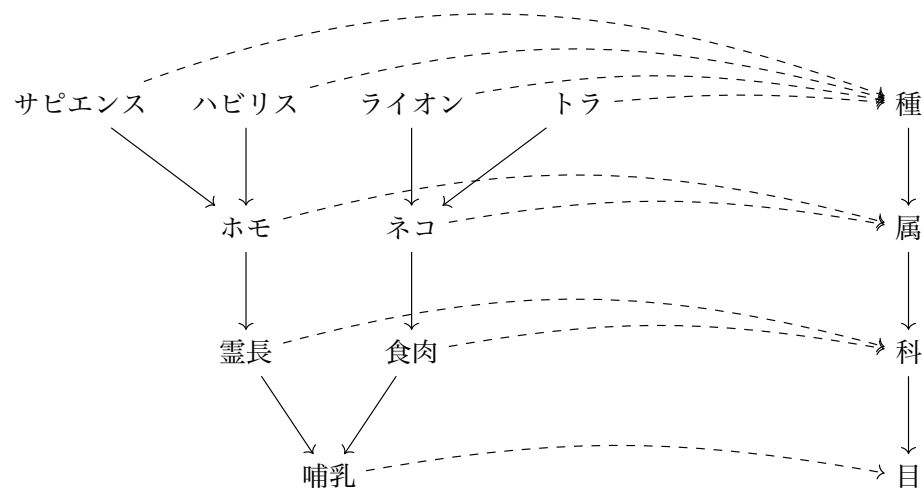 サピエンス ハビリス ライオン トラ 種
ホモ ネコ 属
霊長 食肉 科
哺乳 目